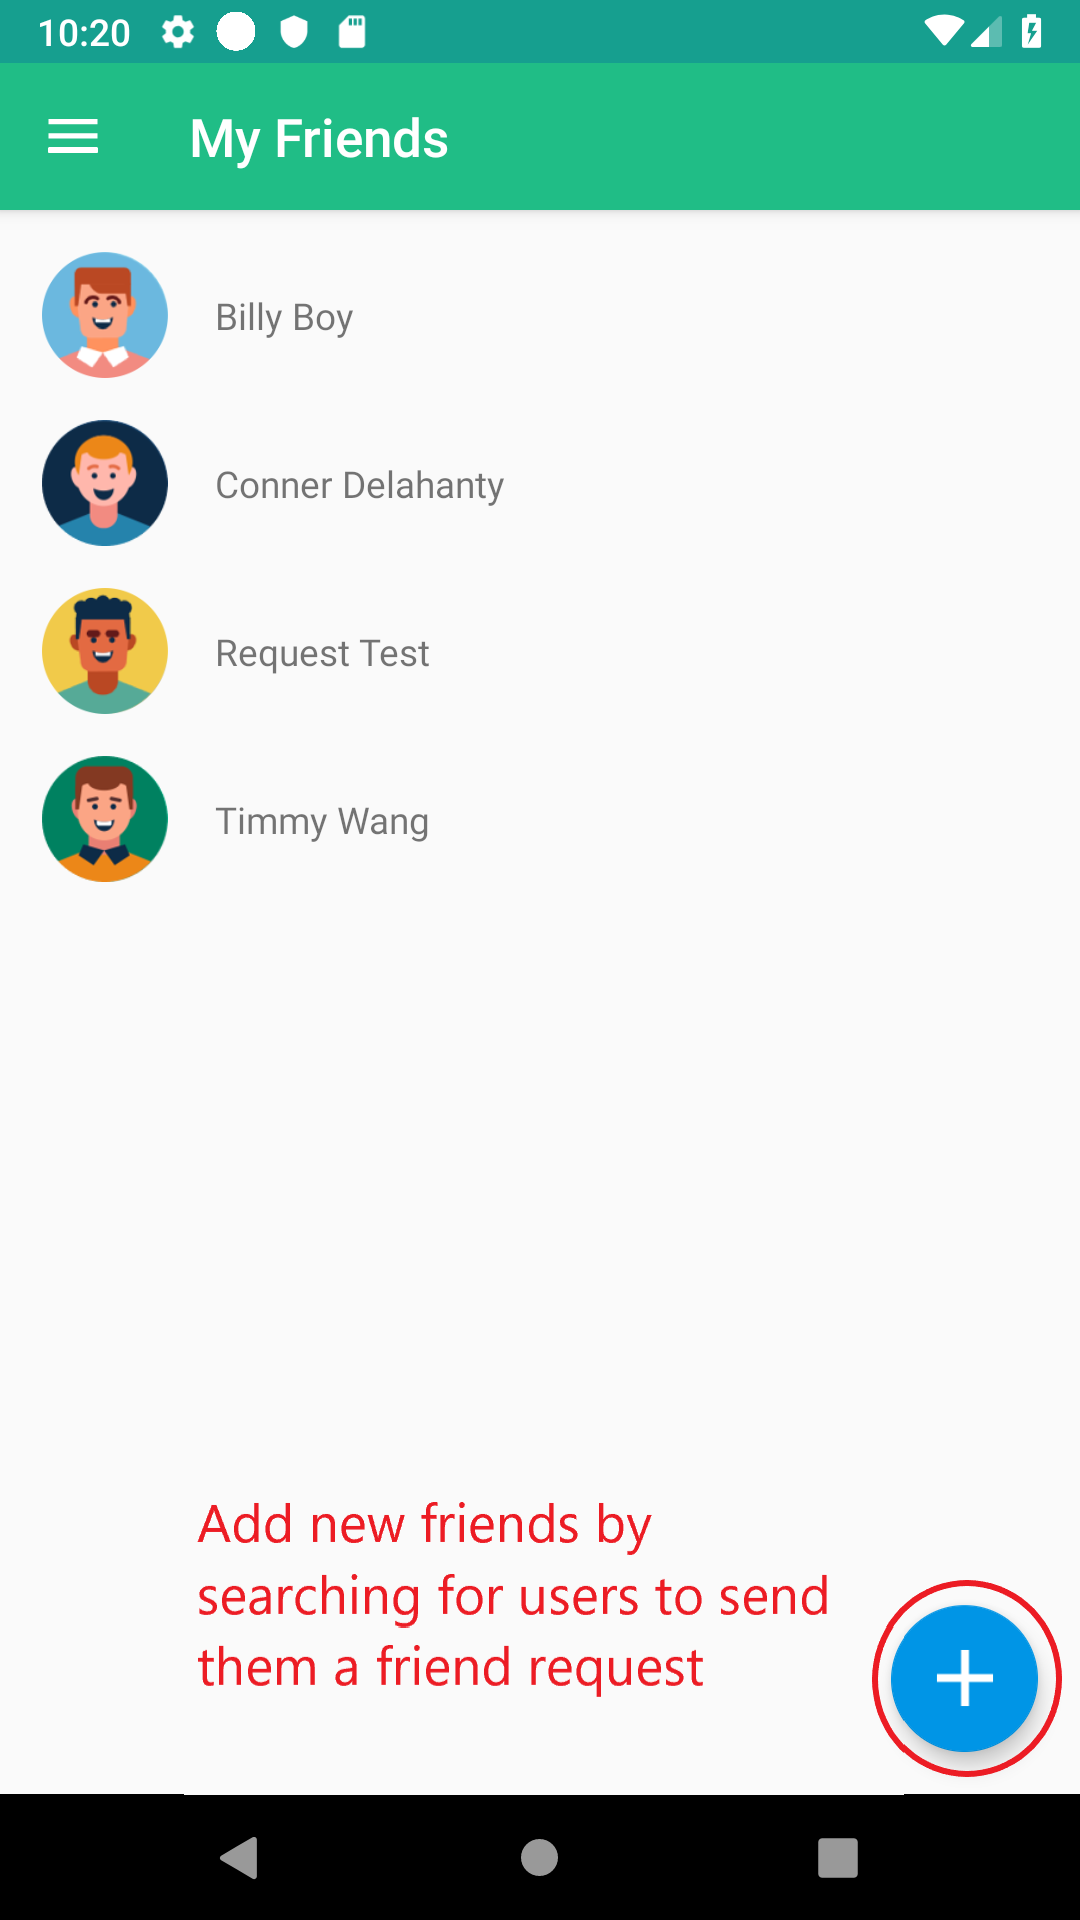 10:20
My Friends
Billy Boy
Conner Delahanty
Request Test
Timmy Wang
Add new friends by
searching for users to send
them a friend request